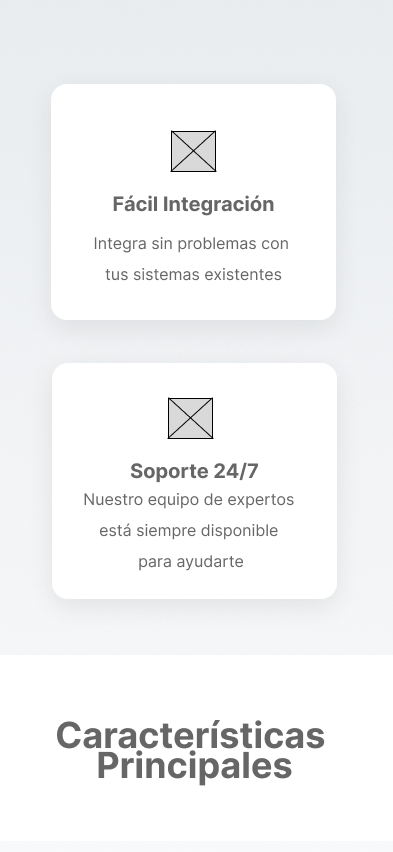 Fácil Integración
Integra sin problemas con
tus sistemas existentes
Soporte 24/7
Nuestro equipo de expertos
está siempre disponible
para ayudarte
Características
Principales